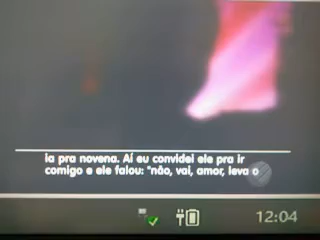 ia pra novena. Aí eu convidei ele pra ir
comigo e ele falou: "não, vai, amor, leva o
12:04